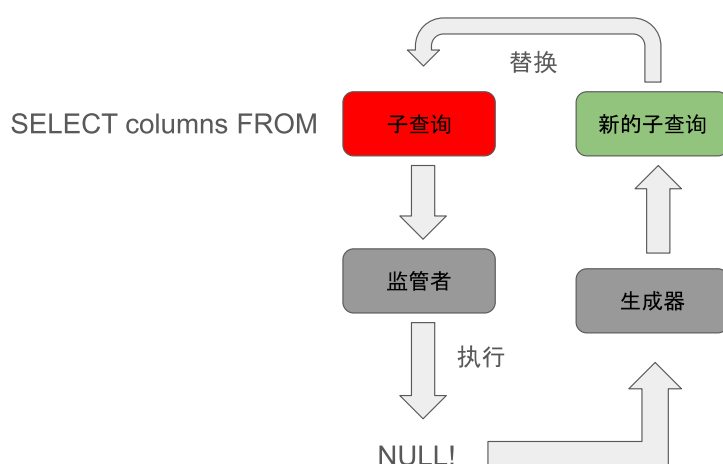 替换
SELECT columns FROM
子查询
新的子查询
监管者
生成器
执行
NULL!